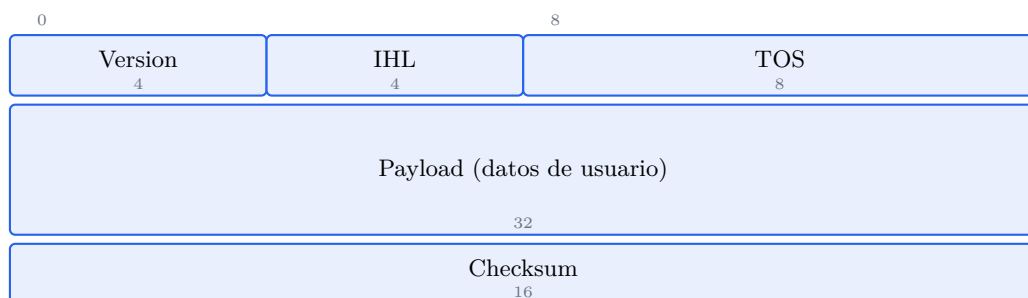 0 8
Version IHL TOS
4 4 8
Payload (datos de usuario)
32
Checksum
16